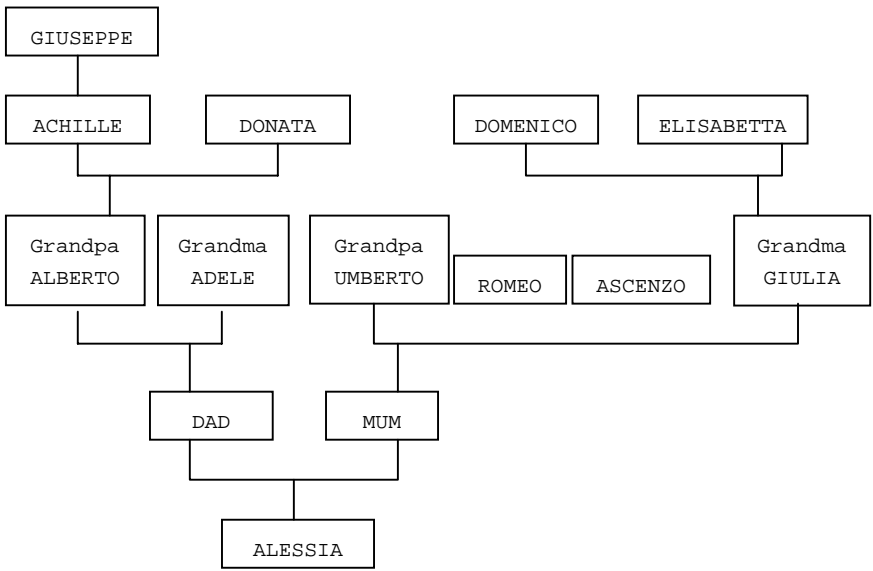 GIUSEPPE
ACHILLE
DONATA
DOMENICO
ELISABETTA
Grandpa
ALBERTO
Grandma
ADELE
Grandpa
UMBERTO
ROMEO
ASCENZO
Grandma
GIULIA
DAD
MUM
ALESSIA